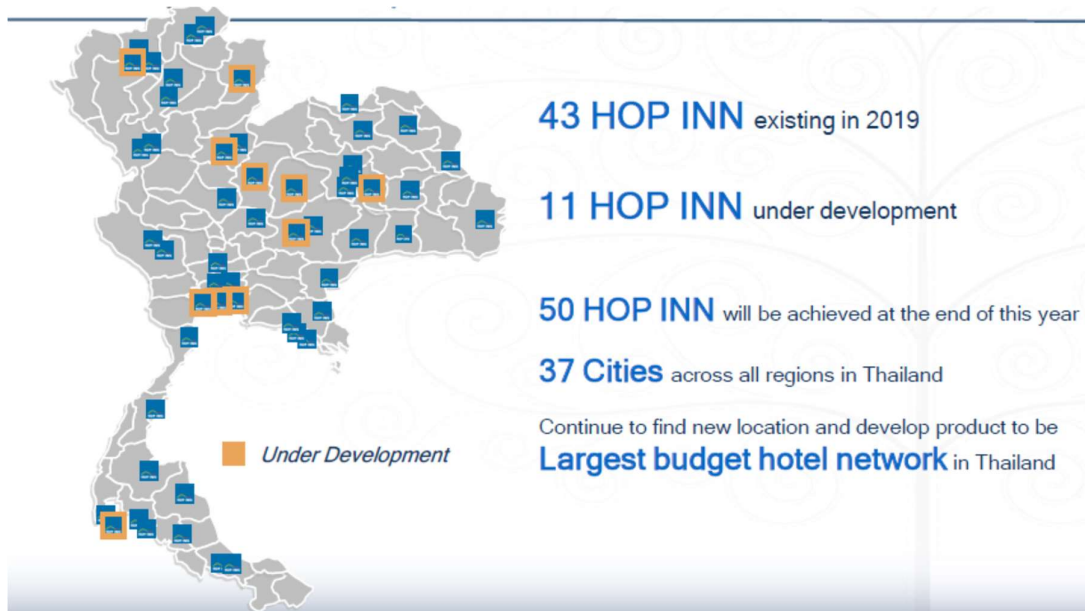 43 HOP INN existing in 2019
11 HOP INN under development
50 HOP INN will be achieved at the end of this year
37 Cities across all regions in Thailand
Continue to find new location and develop product to be
Largest budget hotel network in Thailand
Under Development